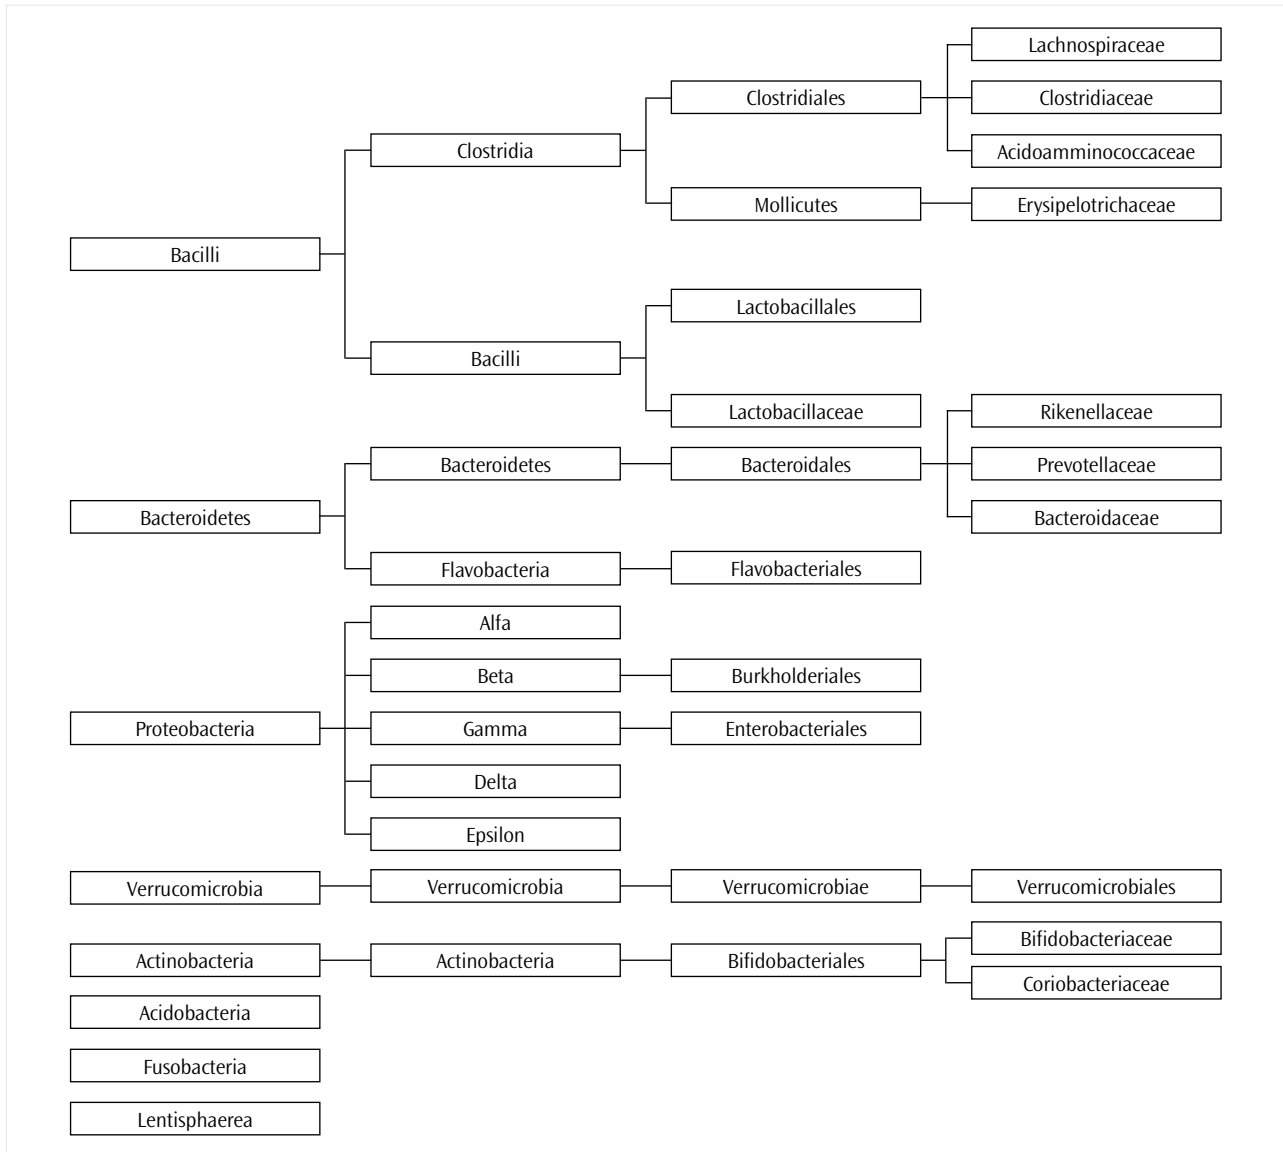 Lachnospiraceae
Clostridiales
Clostridiaceae
Clostridia
Acidoamminococcaceae
Mollicutes
Erysipelotrichaceae
Bacilli
Lactobacillales
Bacilli
Lactobacillaceae
Rikenellaceae
Bacteroidetes
Bacteroidales
Prevotellaceae
Bacteroidetes
Bacteroidaceae
Flavobacteria
Flavobacteriales
Alfa
Beta
Burkholderiales
Proteobacteria
Gamma
Enterobacteriales
Delta
Epsilon
Verrucomicrobia
Verrucomicrobia
Verrucomicrobiae
Verrucomicrobiales
Bifidobacteriaceae
Actinobacteria
Actinobacteria
Bifidobacteriales
Coriobacteriaceae
Acidobacteria
Fusobacteria
Lentisphaerea